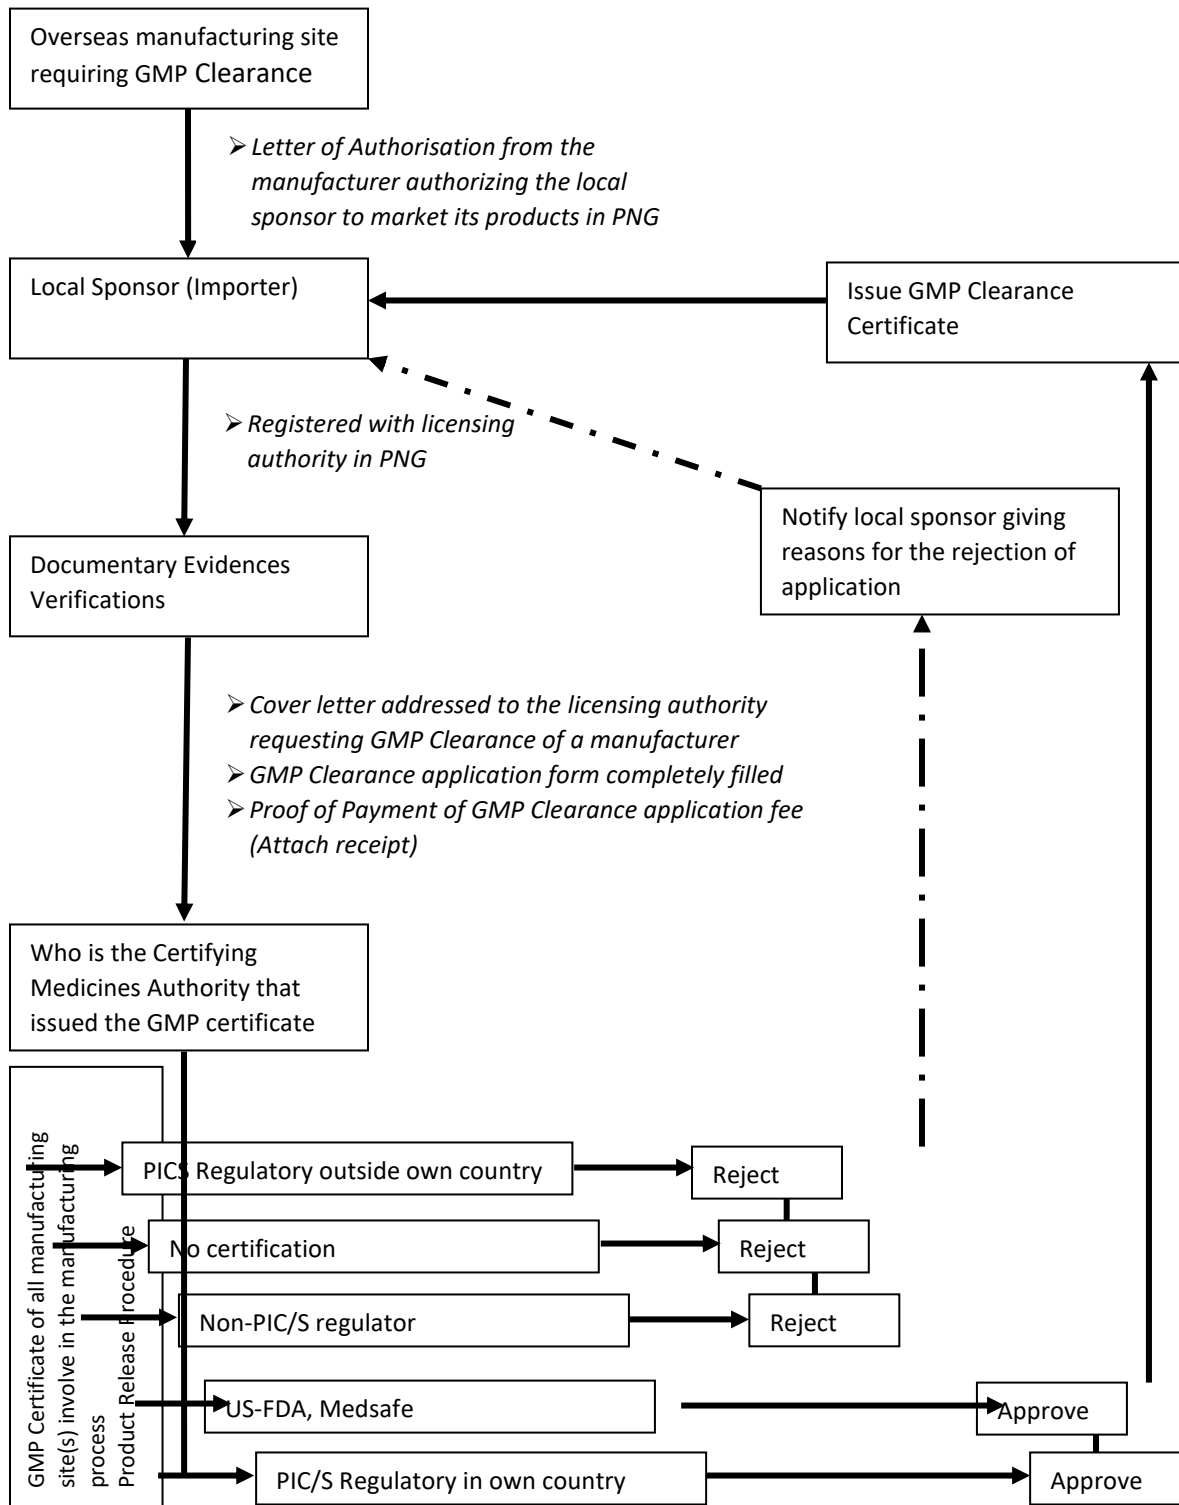 Overseas manufacturing site
requiring GMP Clearance
➢ Letter of Authorisation from the
manufacturer authorizing the local
sponsor to market its products in PNG
Local Sponsor (Importer)
Issue GMP Clearance
Certificate
➢ Registered with licensing
authority in PNG
Notify local sponsor giving
reasons for the rejection of
application
Documentary Evidences
Verifications
➢ Cover letter addressed to the licensing authority
requesting GMP Clearance of a manufacturer
➢ GMP Clearance application form completely filled
➢ Proof of Payment of GMP Clearance application fee
(Attach receipt)
Who is the Certifying
Medicines Authority that
issued the GMP certificate
GMP Certificate of all manufacturing
site(s) involve in the manufacturing
process
Product Release Procedure
PICS Regulatory outside own country
Reject
No certification
Reject
Non-PIC/S regulator
Reject
US-FDA, Medsafe
Approve
PIC/S Regulatory in own country
Approve